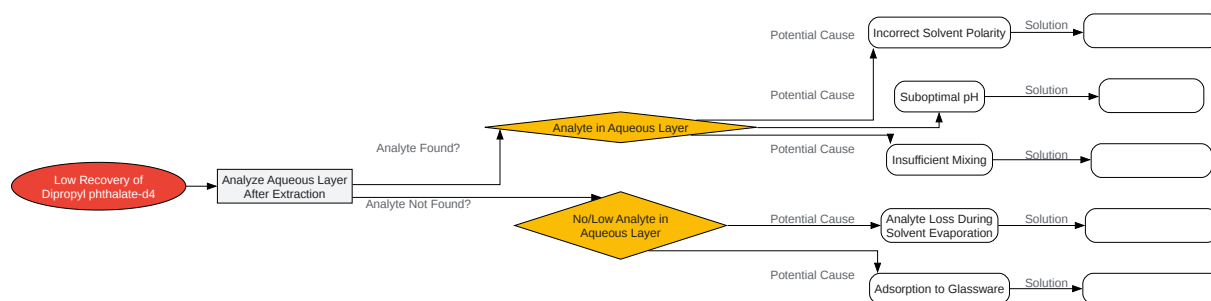 Potential Cause
Incorrect Solvent Polarity
Solution
Potential Cause
Suboptimal pH
Solution
Analyte in Aqueous Layer
Analyte Found?
Potential Cause
Insufficient Mixing
Solution
Low Recovery of
Dipropyl phthalate-d4
Analyze Aqueous Layer
After Extraction
Analyte Not Found?
No/Low Analyte in
Aqueous Layer
Potential Cause
Analyte Loss During
Solvent Evaporation
Solution
Potential Cause
Adsorption to Glassware
Solution